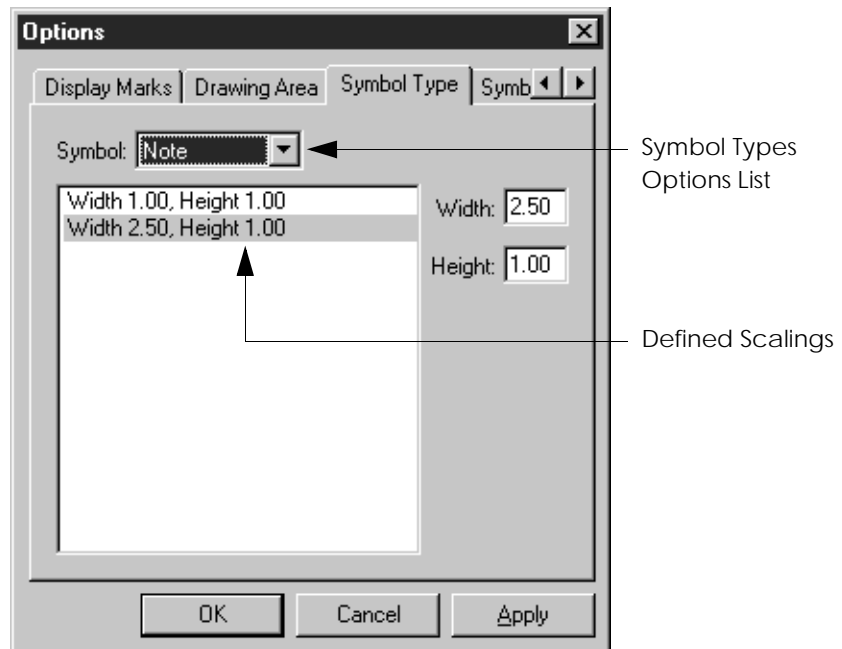 Options
Display Marks Drawing Area Symbol Type Symb
Symbol: Note
Symbol Types
Options List
Width 1.00, Height 1.00
Width 2.50, Height 1.00
Width: 2.50
Height: 1.00
Defined Scalings
OK Cancel Apply